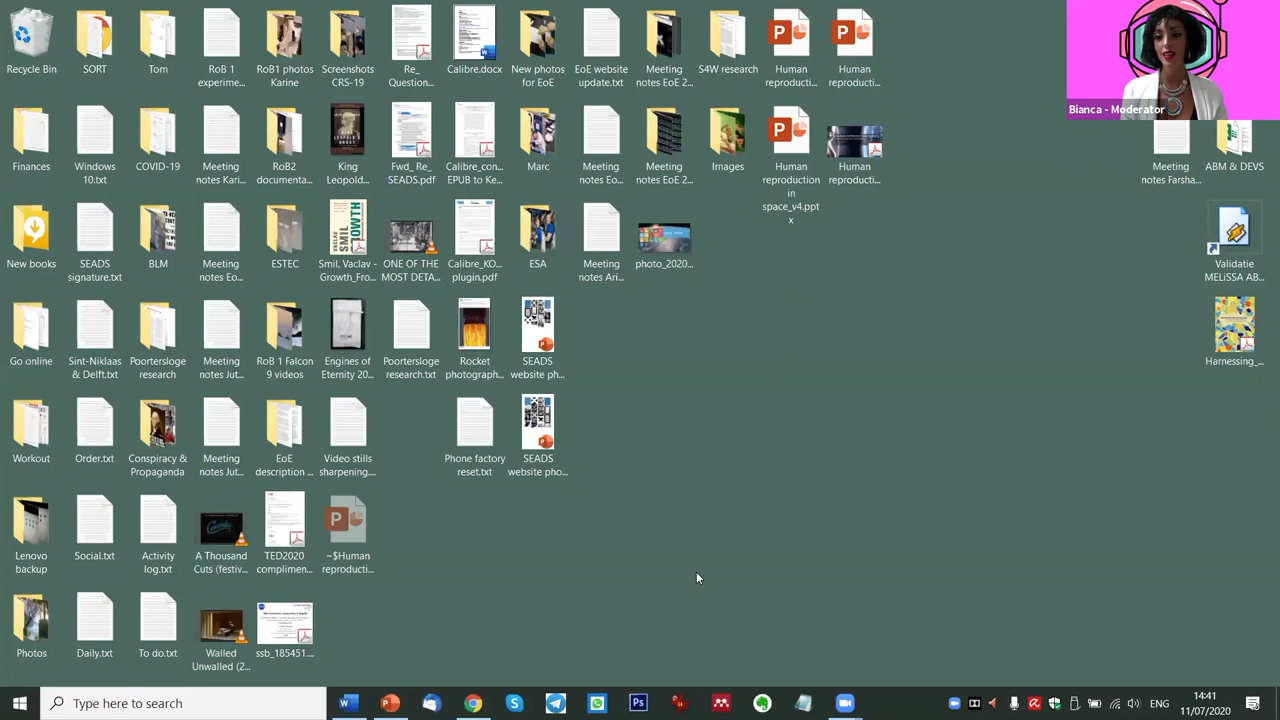 Bianca - Moderator
SORT
Tom
RoB 1
experime...
RoB1 photos
Karine
Screenshots
CRS-19
Re_
Question...
Calibre.docx
New photos
for EoE
EoE website
update.txt
Meeting
notes EoE 2...
S4W research
Human
reproducti...
Human
reproducti...
Finances
Windows
10.txt
COVID-19
Meeting
notes Kari...
RoB2
documenta...
King
Leopold...
Fwd_ Re_
SEADS.pdf
Calibre_con...
EPUB to Ke...
Marc
Meeting
notes Eo...
Meeting
notes EoE 2...
Images
Human
reproduction
in
space_v4.ppt
x
Human
reproducti...
Meeting
notes Farsha...
ABM & DEVS
New books
SEADS
signature.txt
BLM
Meeting
notes Eo...
ESTEC
VACLAV
SMIL
Smil, Vaclav -
Growth_Fro...
ONE OF THE
MOST DETA...
Calibre_KO...
plugin.pdf
ESA
Meeting
notes Ari...
photo_2020...
Validatie
MELiSSA AB...
Go online
Sint-Niklaas
& Delft.txt
Poortersloge
research
Meeting
notes Jut...
RoB 1 Falcon
9 videos
Engines of
Eternity 20...
Poortersloge
research.txt
Rocket
photograph...
SEADS
website ph...
Harnessing_...
Workout
Order.txt
Conspiracy &
Propaganda
Meeting
notes Jut...
EoE
description ...
Video stills
sharpening....
Phone factory
reset.txt
SEADS
website pho...
Lenovo
backup
Social.txt
Activity
log.txt
A Thousand
Cuts (festiv...
TED2020
complimen...
~$Human
reproducti...
Photos
Daily.txt
To do.txt
Walled
Unwalled (2...
ssb_185451....
Type here to search
ENG
14:41
11/07/2020